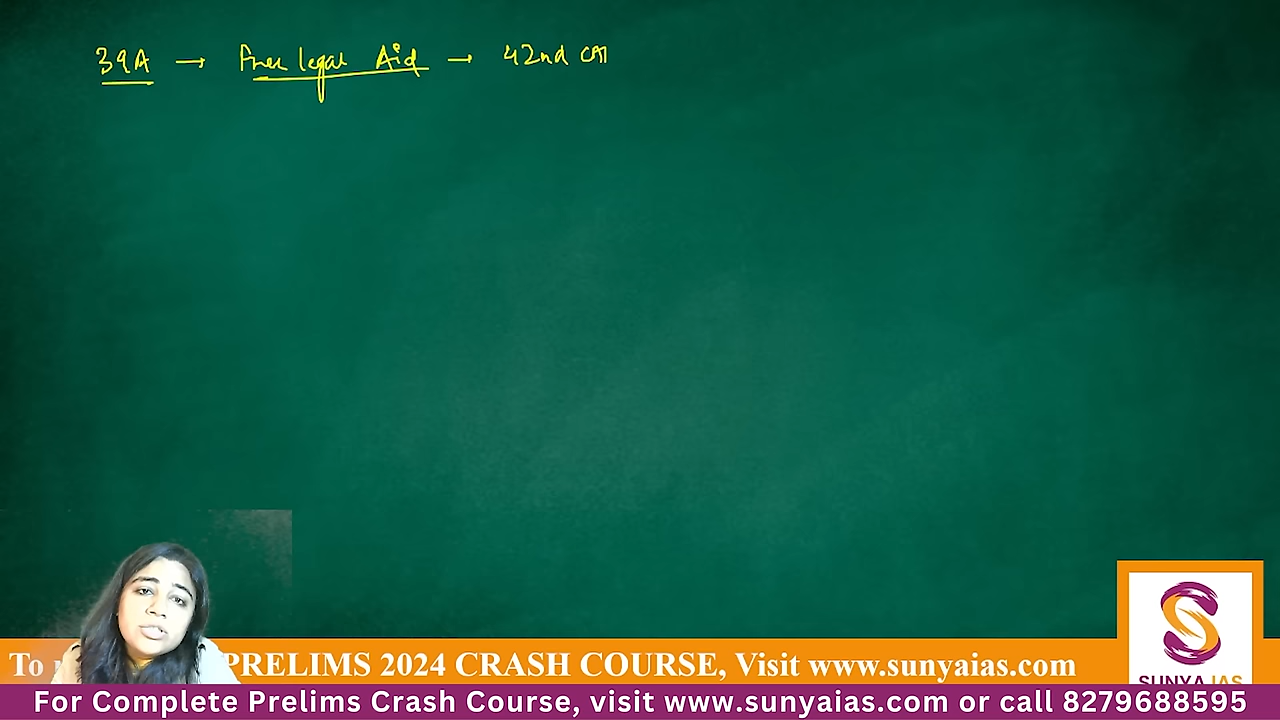 39A → Free legal Aid → 42nd CAA
To PRELIMS 2024 CRASH COURSE, Visit www.sunyaias.com
SUNYA IAS
For Complete Prelims Crash Course, visit www.sunyaias.com or call 8279688595